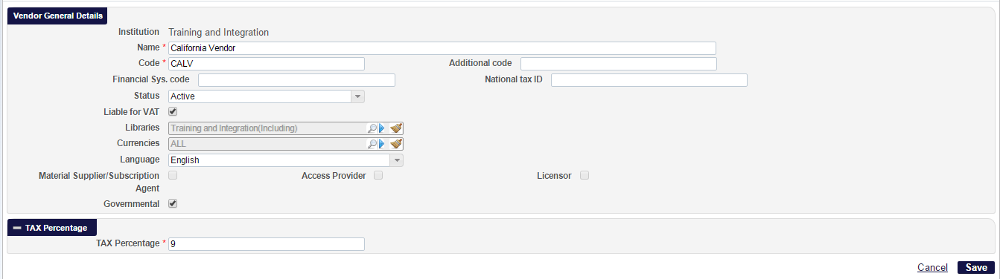 Vendor General Details
Institution Training and Integration
Name * California Vendor
Code * CALV Additional code
Financial Sys. code National tax ID
Status Active
Liable for VAT
Libraries Training and Integration(Including)
Currencies ALL
Language English
Material Supplier/Subscription Access Provider Licensor
Agent
Governmental
TAX Percentage
TAX Percentage * 9
Cancel Save